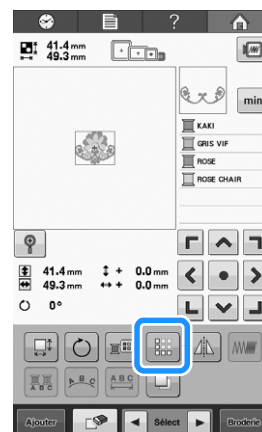 ?
41.4 mm
49.3 mm
min
KAKI
GRIS VIF
ROSE
ROSE CHAIR
41.4 mm + 0.0 mm
49.3 mm + 0.0 mm
0°
A B C
A B C
Ajouter
Sélect
Broderie